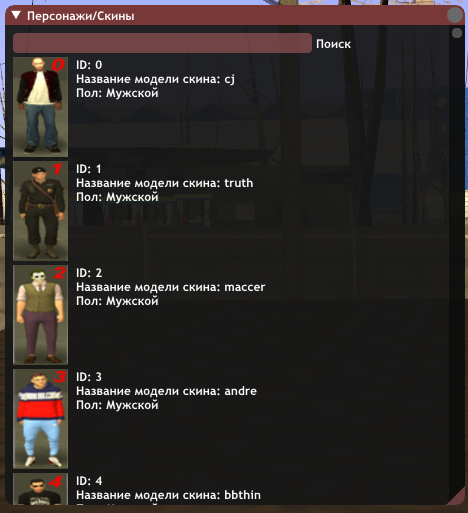 Персонажи/Скины
Поиск
0
ID: 0
Название модели скина: cj
Пол: Мужской
1
ID: 1
Название модели скина: truth
Пол: Мужской
2
ID: 2
Название модели скина: maccer
Пол: Мужской
3
ID: 3
Название модели скина: andre
Пол: Мужской
4
ID: 4
Название модели скина: bbthin